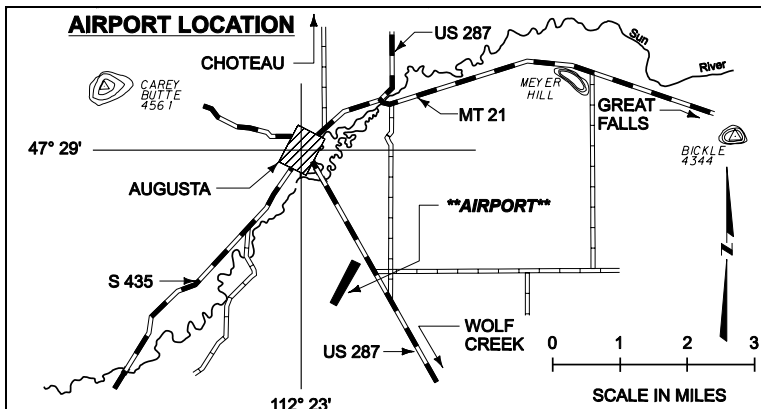 AIRPORT LOCATION
US 287
CHOTEAU
Sun
River
CAREY
BUTTE
4561
MEYER
HILL
MT 21
GREAT
FALLS
47° 29'
BICKLE
4344
AUGUSTA
**AIRPORT**
N
S 435
WOLF
CREEK
US 287
0 1 2 3
SCALE IN MILES
112° 23'